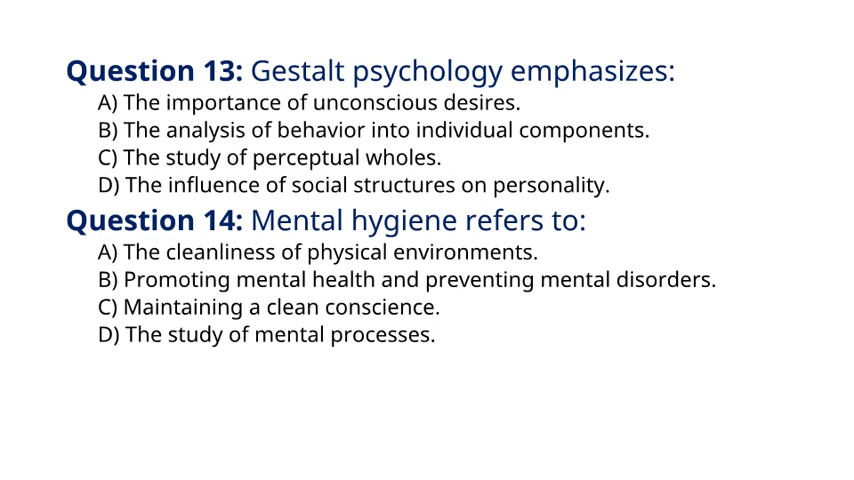 Question 13: Gestalt psychology emphasizes:
A) The importance of unconscious desires.
B) The analysis of behavior into individual components.
C) The study of perceptual wholes.
D) The influence of social structures on personality.
Question 14: Mental hygiene refers to:
A) The cleanliness of physical environments.
B) Promoting mental health and preventing mental disorders.
C) Maintaining a clean conscience.
D) The study of mental processes.